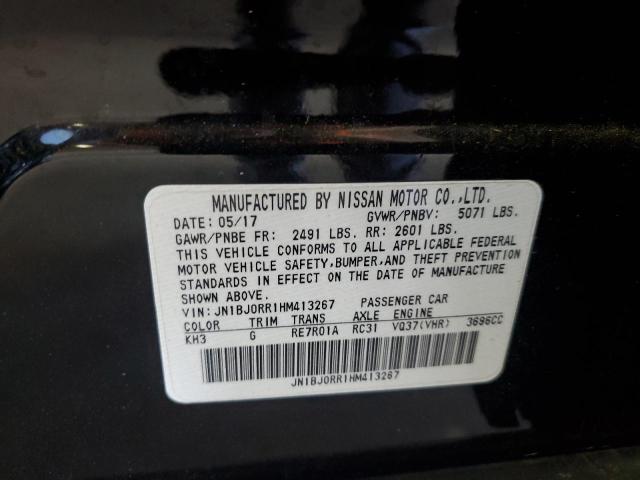 MANUFACTURED BY NISSAN MOTOR CO.,LTD.
DATE: 05/17 GVWR/PNBV: 5071 LBS.
GAWR/PNBE FR: 2491 LBS. RR: 2601 LBS.
THIS VEHICLE CONFORMS TO ALL APPLICABLE FEDERAL
MOTOR VEHICLE SAFETY,BUMPER,AND THEFT PREVENTION
STANDARDS IN EFFECT ON THE DATE OF MANUFACTURE
SHOWN ABOVE.
VIN: JN1BJ0RR1HM413267 PASSENGER CAR
COLOR TRIM TRANS AXLE ENGINE
KH3 G RE7R01A RC31 VQ37(VHR) 3696CC
JN1BJ0RR1HM413267